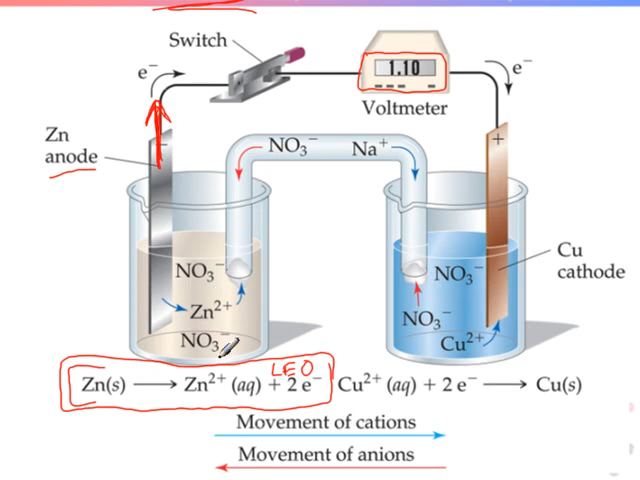 Switch
e⁻
1.10
e⁻
Voltmeter
Zn
anode
−
+
NO₃⁻
Na⁺
Cu
cathode
NO₃⁻
NO₃⁻
Zn²⁺
NO₃⁻
NO₃⁻
Cu²⁺
LEO
Zn(s) ⟶ Zn²⁺ (aq) + 2 e⁻
Cu²⁺ (aq) + 2 e⁻ ⟶ Cu(s)
Movement of cations
Movement of anions